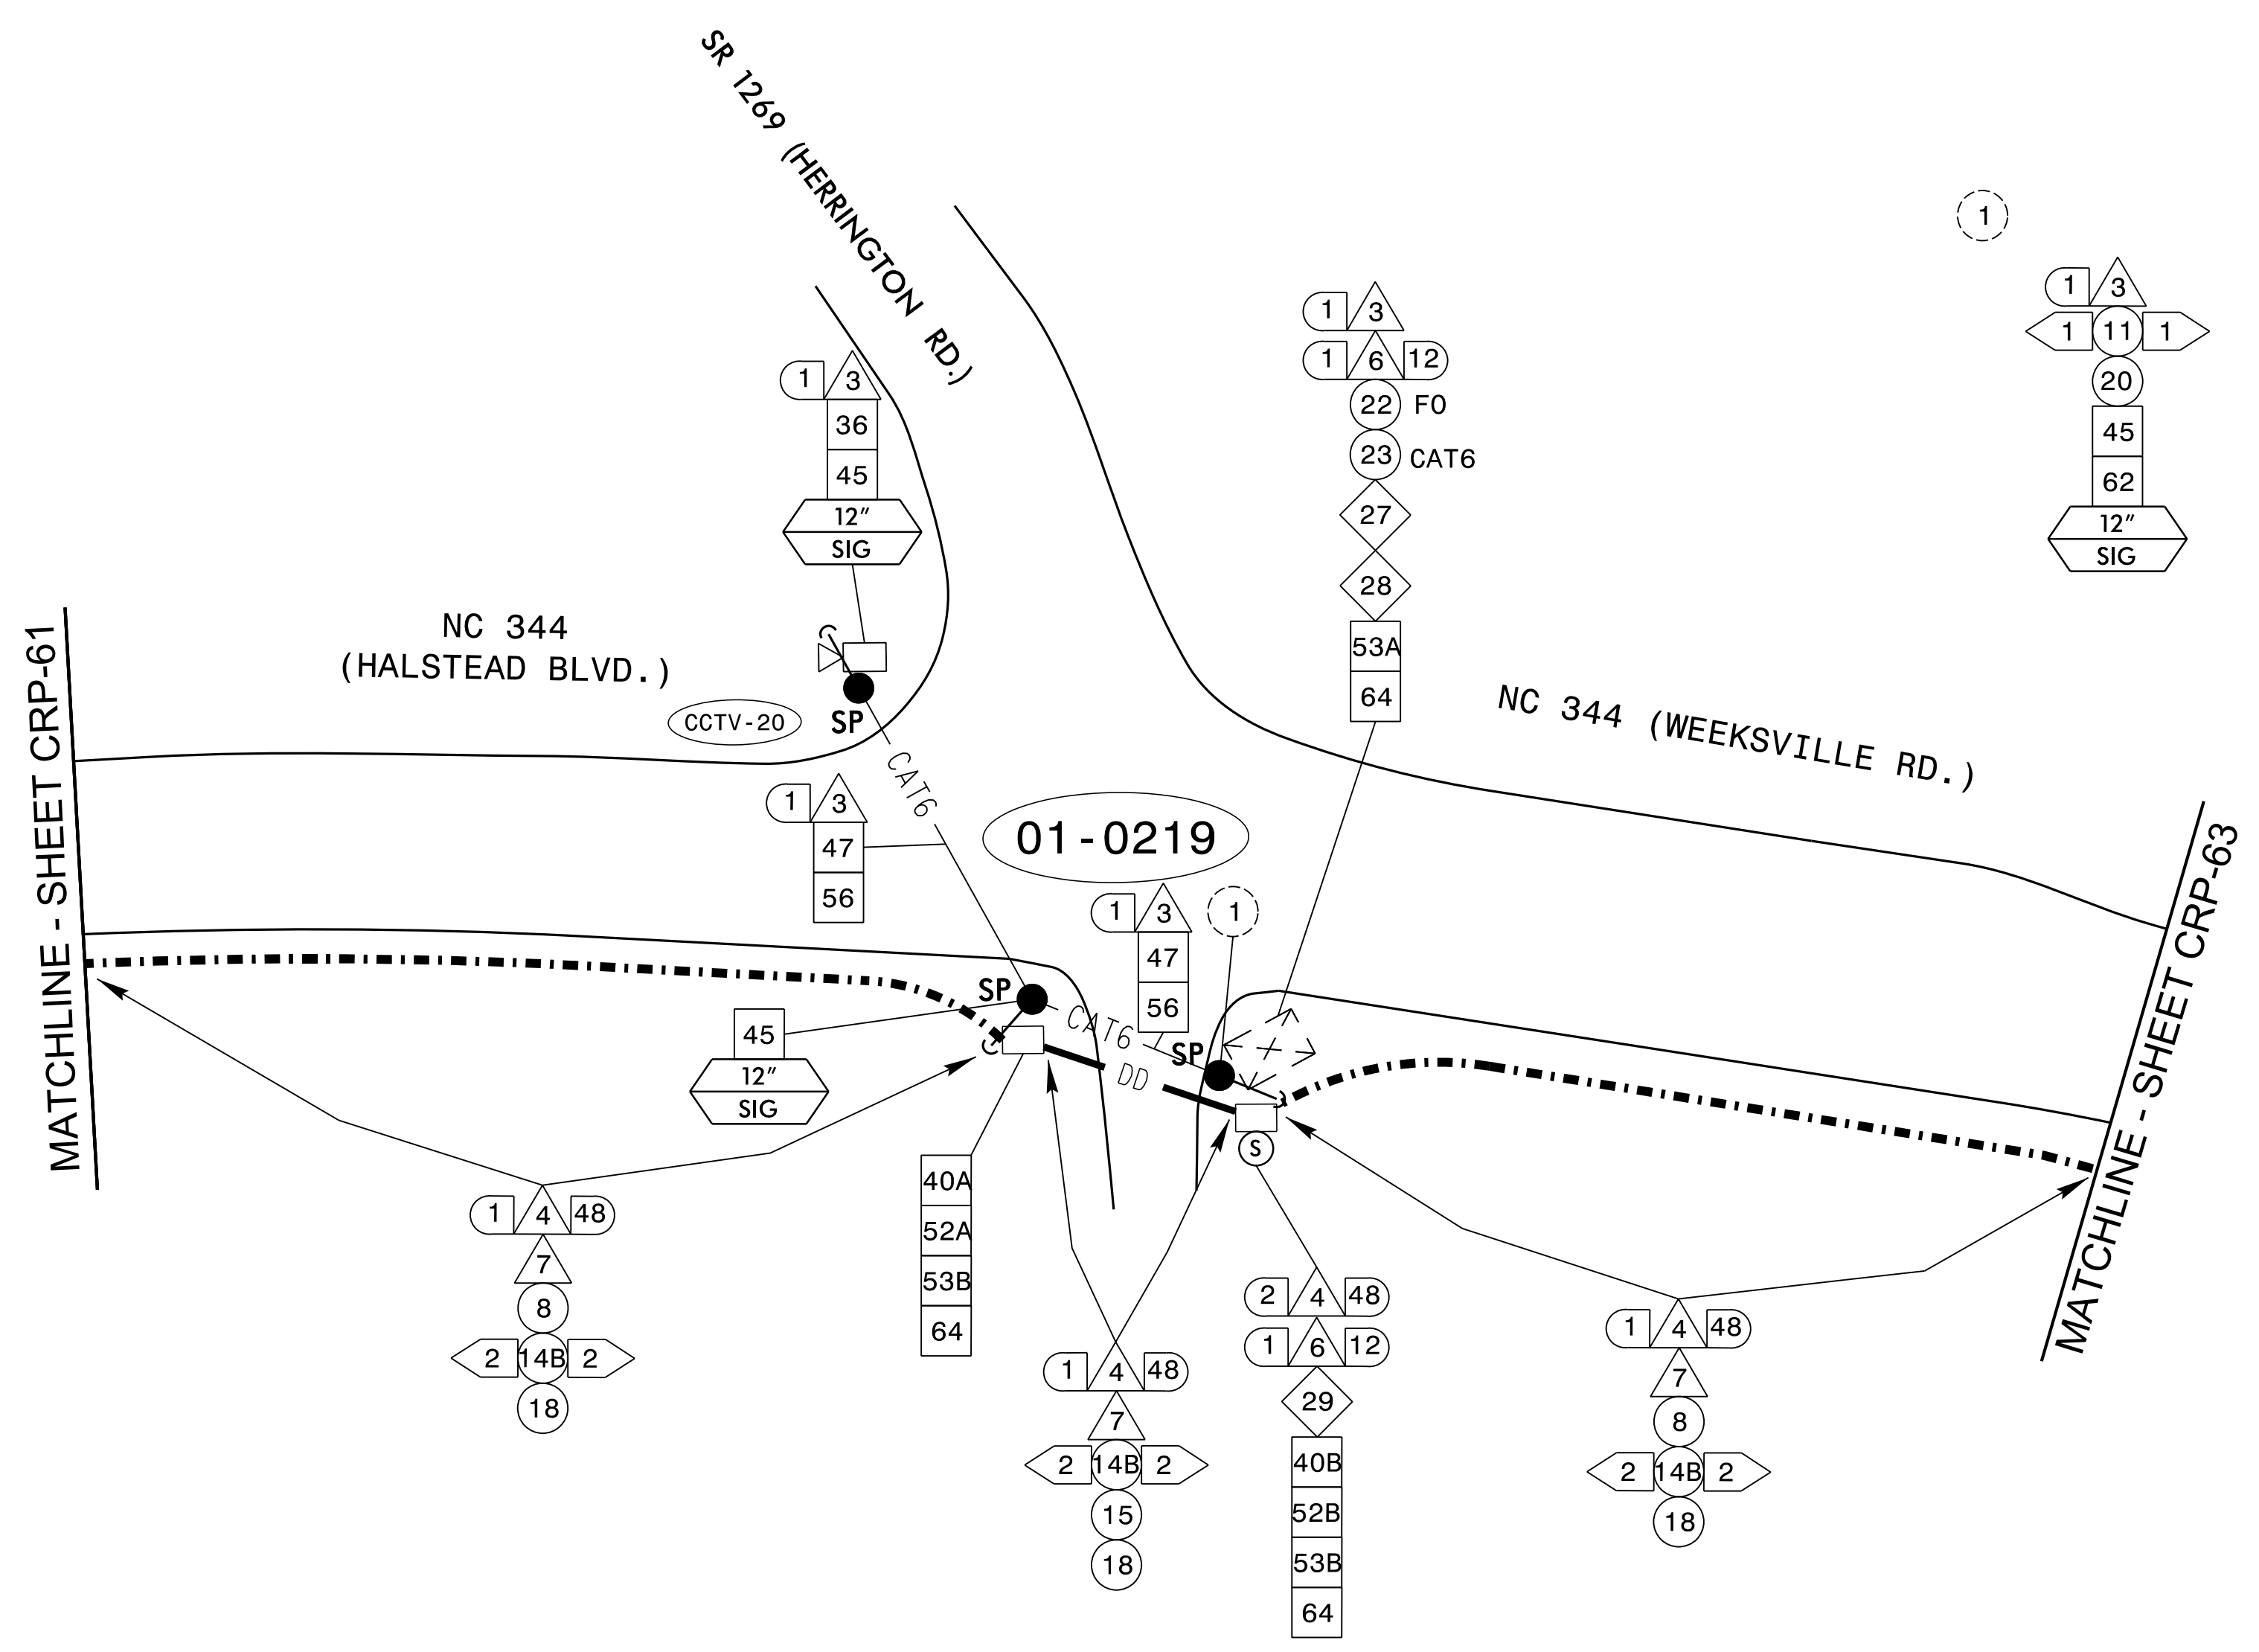 SR 1269 (HERRINGTON RD.)
1
1 3
1 11 1
20
45
62
12″
SIG
1 3
1 6 12
22 FO
23 CAT6
27
28
53A
64
1 3
36
45
12″
SIG
NC 344
(HALSTEAD BLVD.)
CCTV-20
SP
CAT6
NC 344 (WEEKSVILLE RD.)
MATCHLINE - SHEET CRP-61
MATCHLINE - SHEET CRP-63
1 3
47
56
01-0219
1 3
47
56
1
SP
CAT6
SP
45
12″
SIG
DD
S
40A
52A
53B
64
1 4 48
7
8
2 14B 2
18
1 4 48
7
2 14B 2
15
18
2 4 48
1 6 12
29
40B
52B
53B
64
1 4 48
7
8
2 14B 2
18